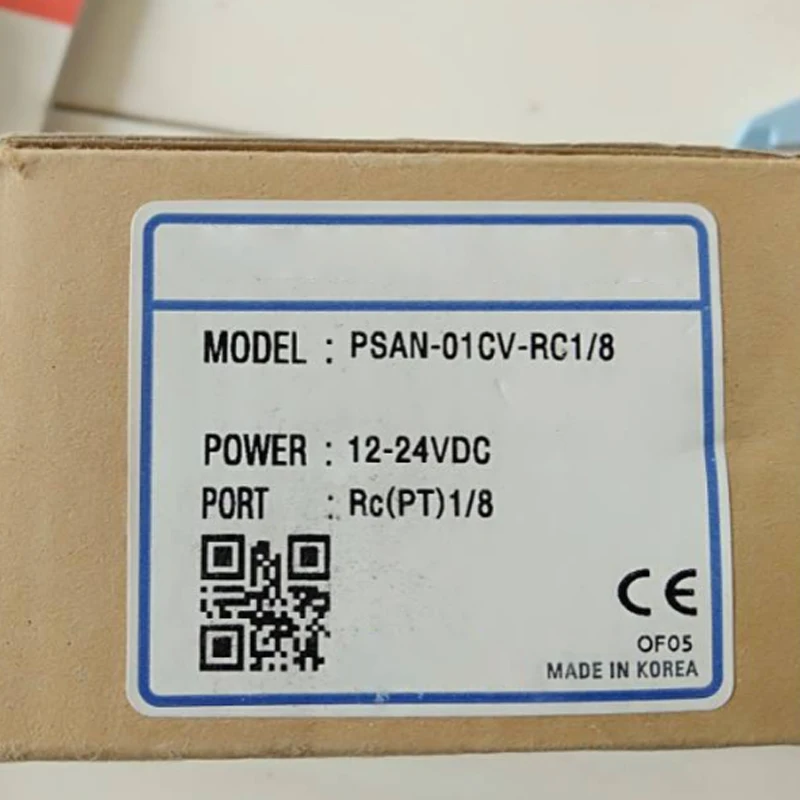 MODEL : PSAN-01CV-RC1/8
POWER : 12-24VDC
PORT : Rc(PT)1/8
CE
OF05
MADE IN KOREA